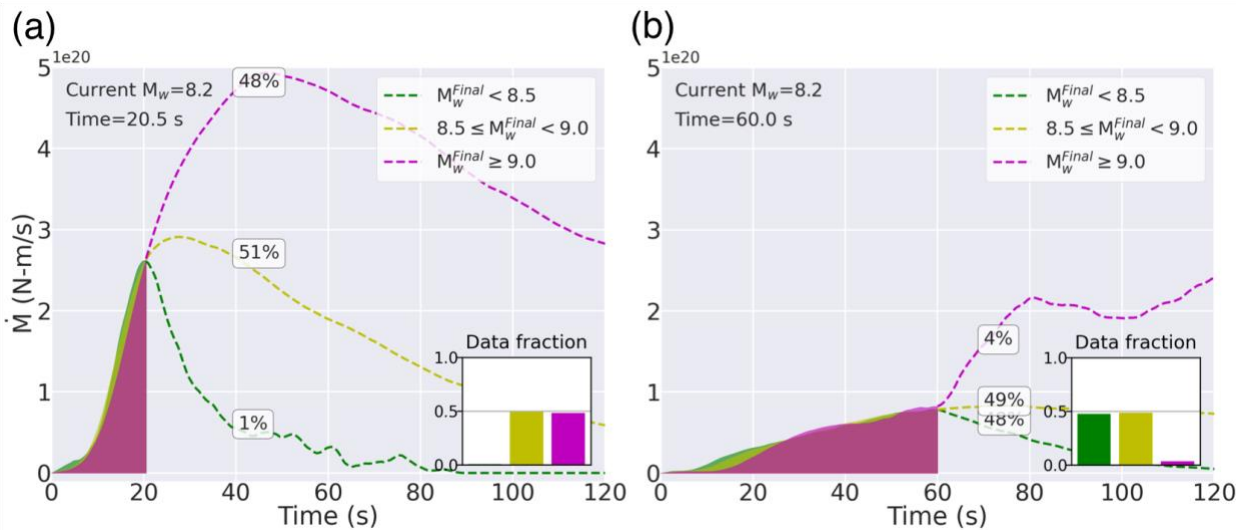 (a)
1e20
5
4
3
2
1
0
Ṁ (N-m/s)
Current M_w=8.2
Time=20.5 s
M_w^Final < 8.5
8.5 ≤ M_w^Final < 9.0
M_w^Final ≥ 9.0
48%
51%
1%
Data fraction
1.0
0.5
0.0
0 20 40 60 80 100 120
Time (s)
(b)
1e20
5
4
3
2
1
0
Current M_w=8.2
Time=60.0 s
M_w^Final < 8.5
8.5 ≤ M_w^Final < 9.0
M_w^Final ≥ 9.0
4%
49%
48%
Data fraction
1.0
0.5
0.0
0 20 40 60 80 100 120
Time (s)